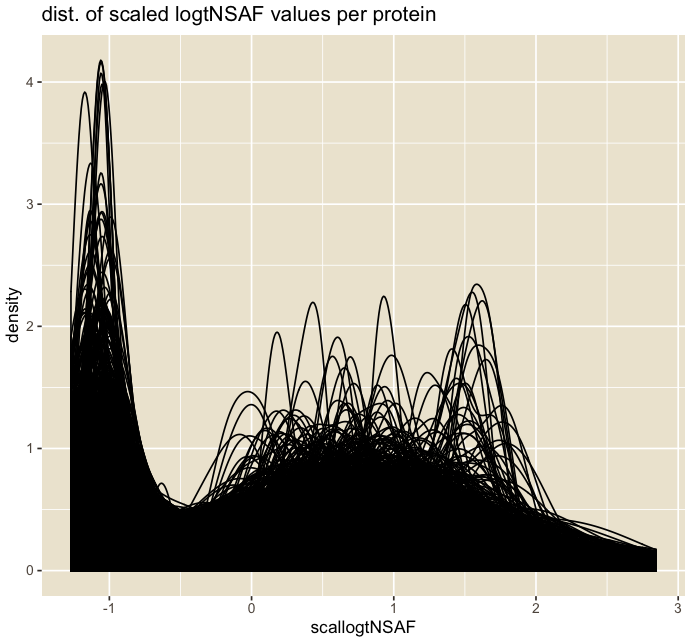 dist. of scaled logtNSAF values per protein
4
3
2
1
0
density
-1 0 1 2 3
scallogtNSAF